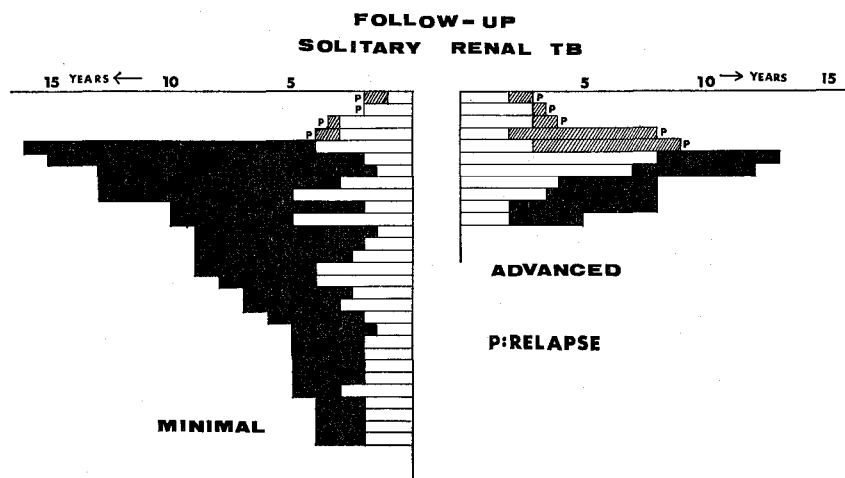 FOLLOW-UP
SOLITARY RENAL TB
15 YEARS ← 10 5
5 10 → YEARS 15
P
P
P
P
P
P
P
P
P
ADVANCED
P:RELAPSE
MINIMAL